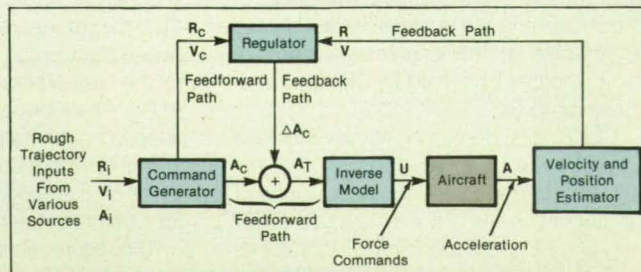 R_C
V_C
Regulator
R
V
Feedback Path
Feedforward
Path
Feedback
Path
ΔA_C
Rough
Trajectory
Inputs
From
Various
Sources
R_i
V_i
A_i
Command
Generator
A_C
+
A_T
Feedforward
Path
Inverse
Model
U
Aircraft
A
Velocity and
Position
Estimator
Force
Commands
Acceleration